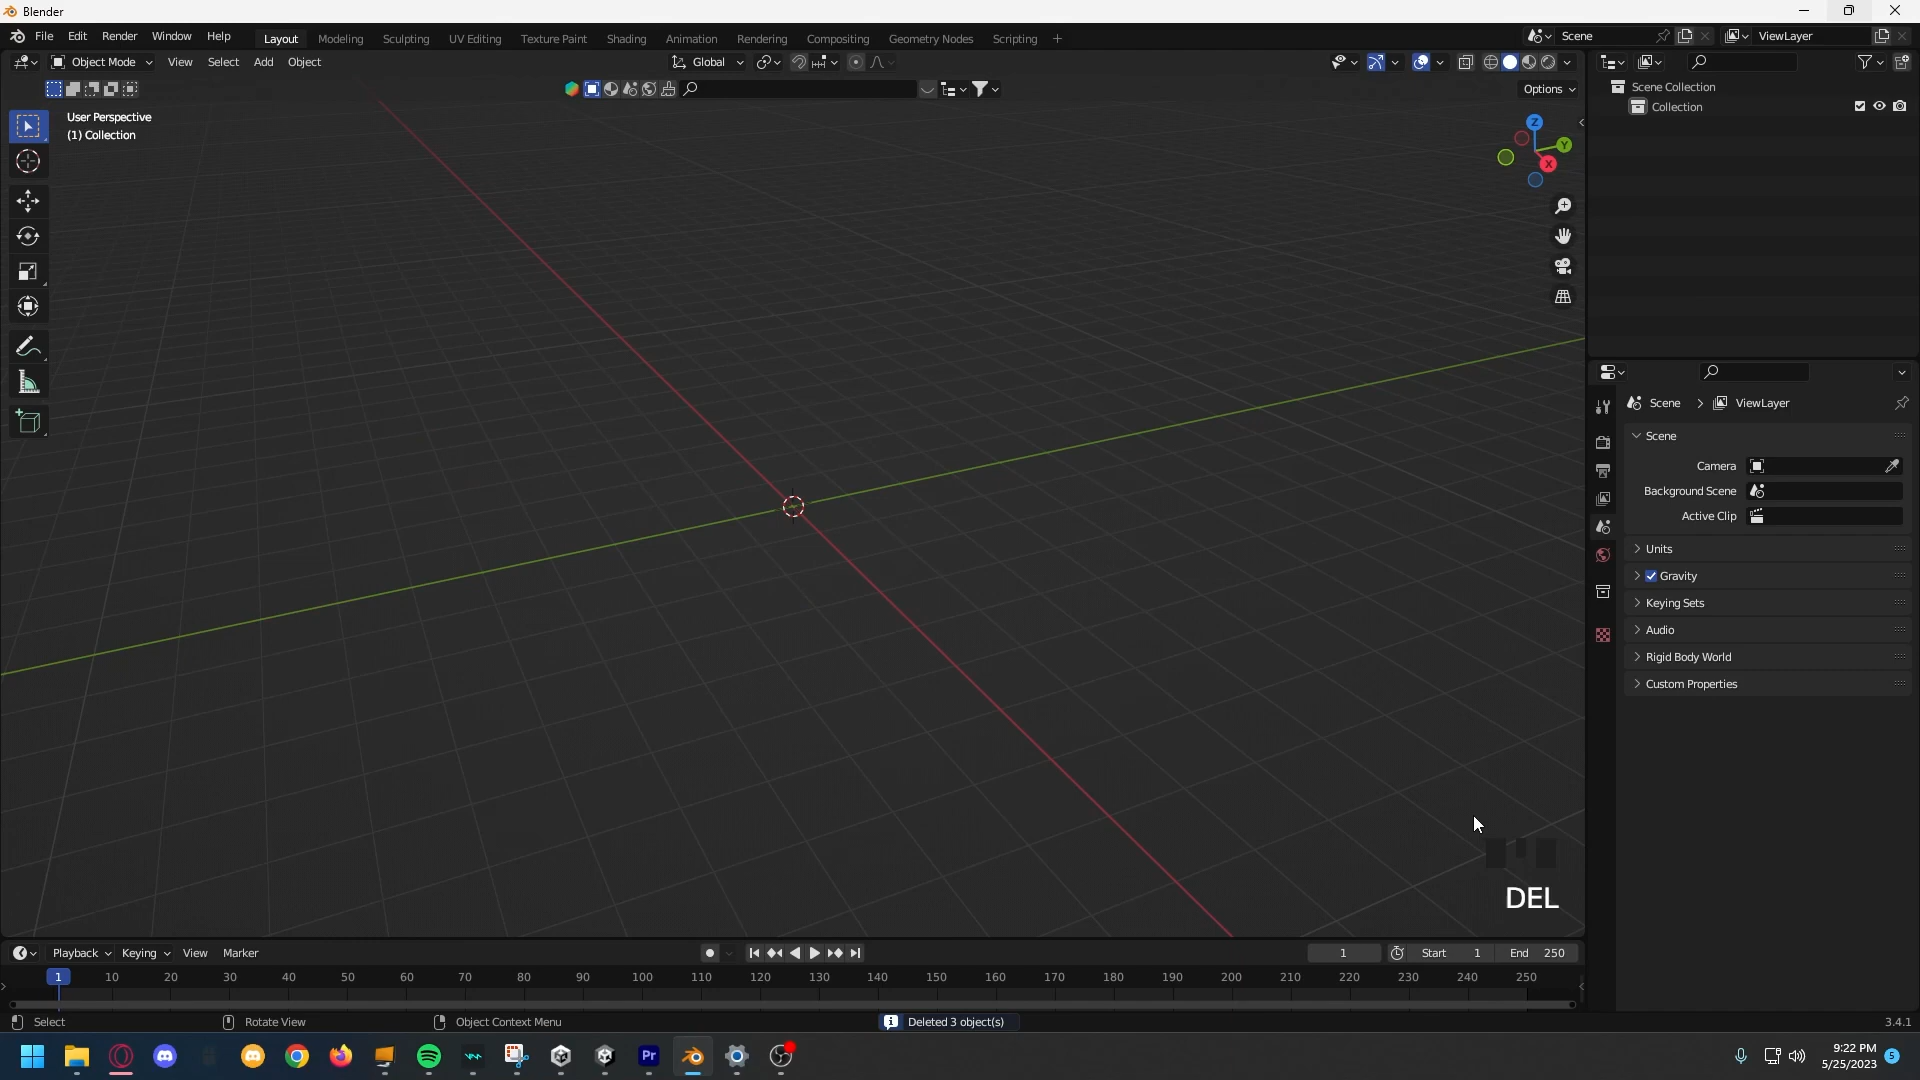 Blender
File Edit Render Window Help Layout Modeling Sculpting UV Editing Texture Paint Shading Animation Rendering Compositing Geometry Nodes Scripting + Scene ViewLayer
Object Mode View Select Add Object Global
Options
User Perspective
(1) Collection
Z
Y
X
Scene Collection
Collection
Scene > ViewLayer
Scene
Camera
Background Scene
Active Clip
Units
Gravity
Keying Sets
Audio
Rigid Body World
Custom Properties
DEL
Playback Keying View Marker 1 Start 1 End 250
1 10 20 30 40 50 60 70 80 90 100 110 120 130 140 150 160 170 180 190 200 210 220 230 240 250
Select Rotate View Object Context Menu Deleted 3 object(s) 3.4.1
Pr
9:22 PM
5/25/2023
5